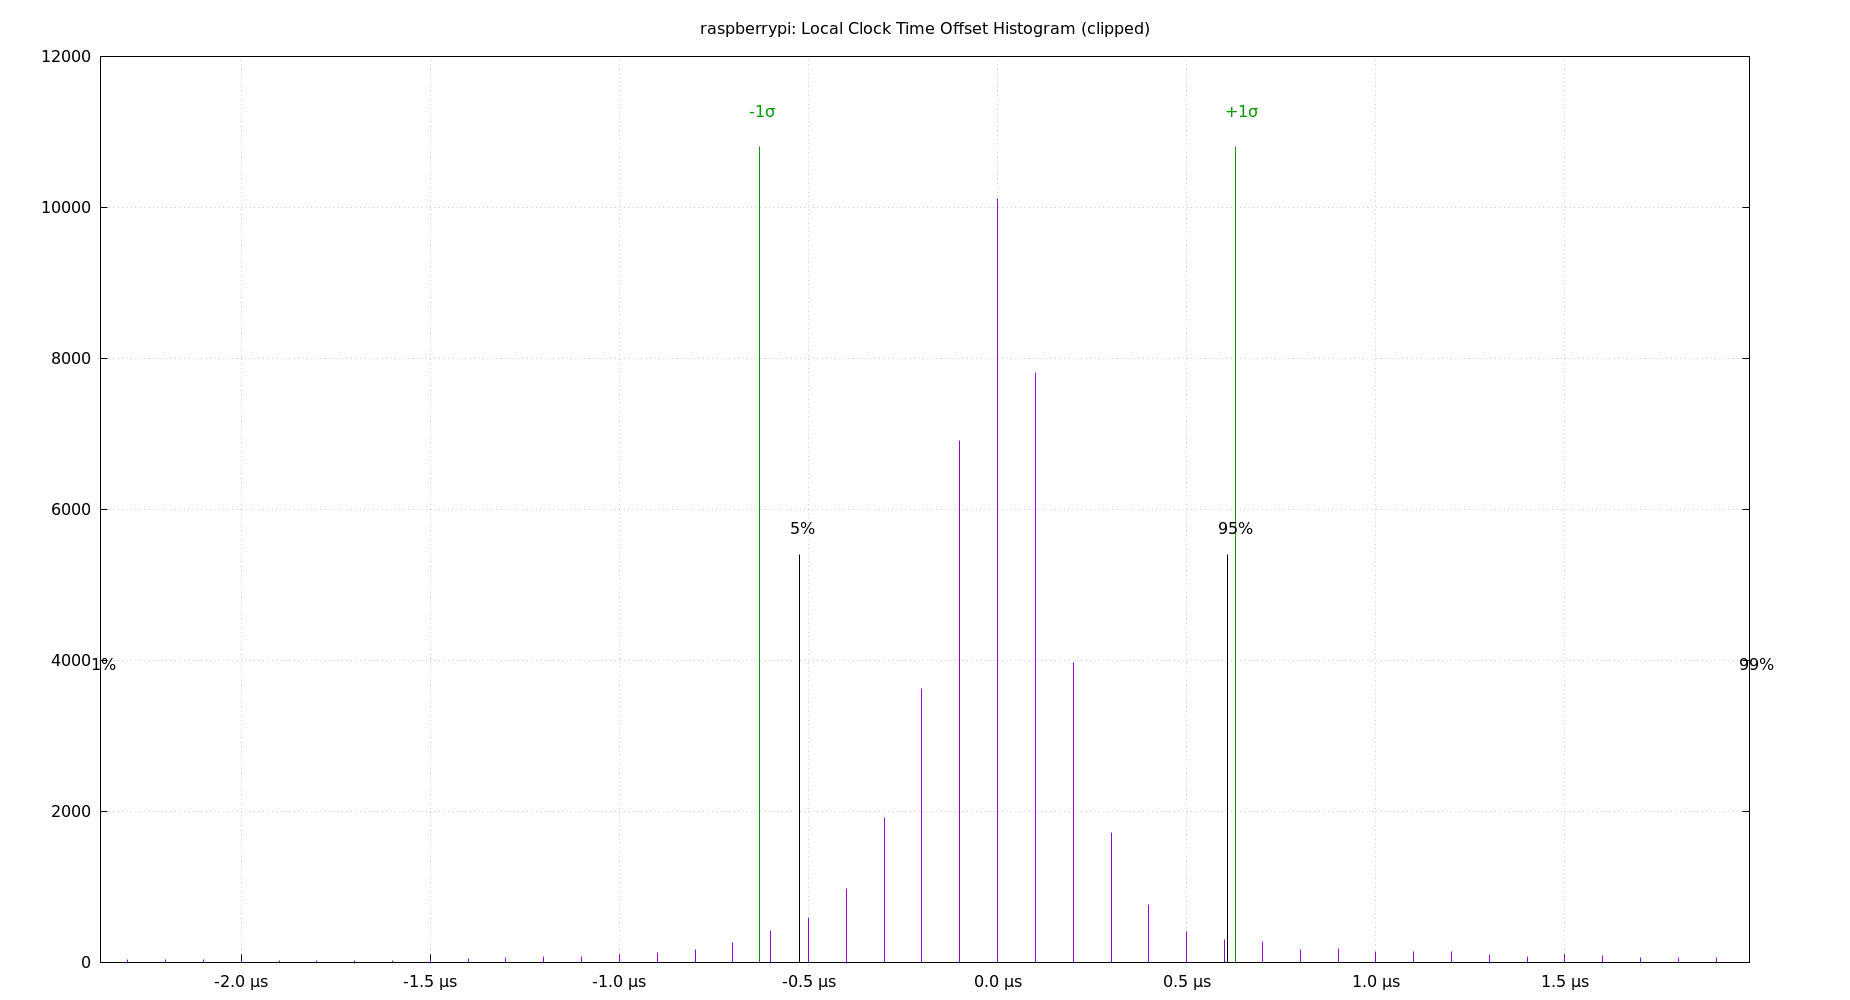 raspberrypi: Local Clock Time Offset Histogram (clipped)
12000
-1σ
+1σ
10000
8000
6000
5%
95%
4000
1%
99%
2000
0
-2.0 µs
-1.5 µs
-1.0 µs
-0.5 µs
0.0 µs
0.5 µs
1.0 µs
1.5 µs